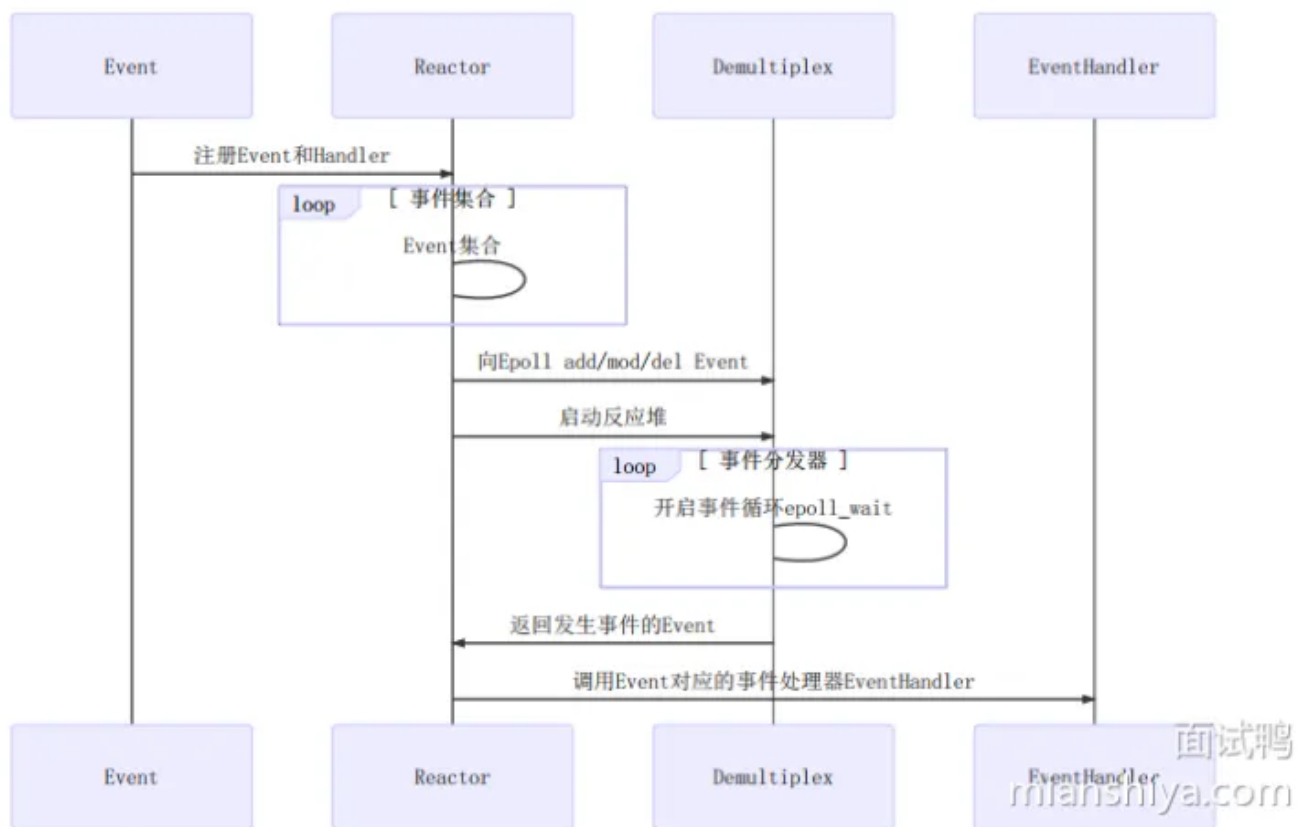 Event
Reactor
Demultiplex
EventHandler
注册Event和Handler
loop
[ 事件集合 ]
Event集合
向Epoll add/mod/del Event
启动反应堆
loop
[ 事件分发器 ]
开启事件循环epoll_wait
返回发生事件的Event
调用Event对应的事件处理器EventHandler
Event
Reactor
Demultiplex
EventHandler
面试鸭
mianshiya.com